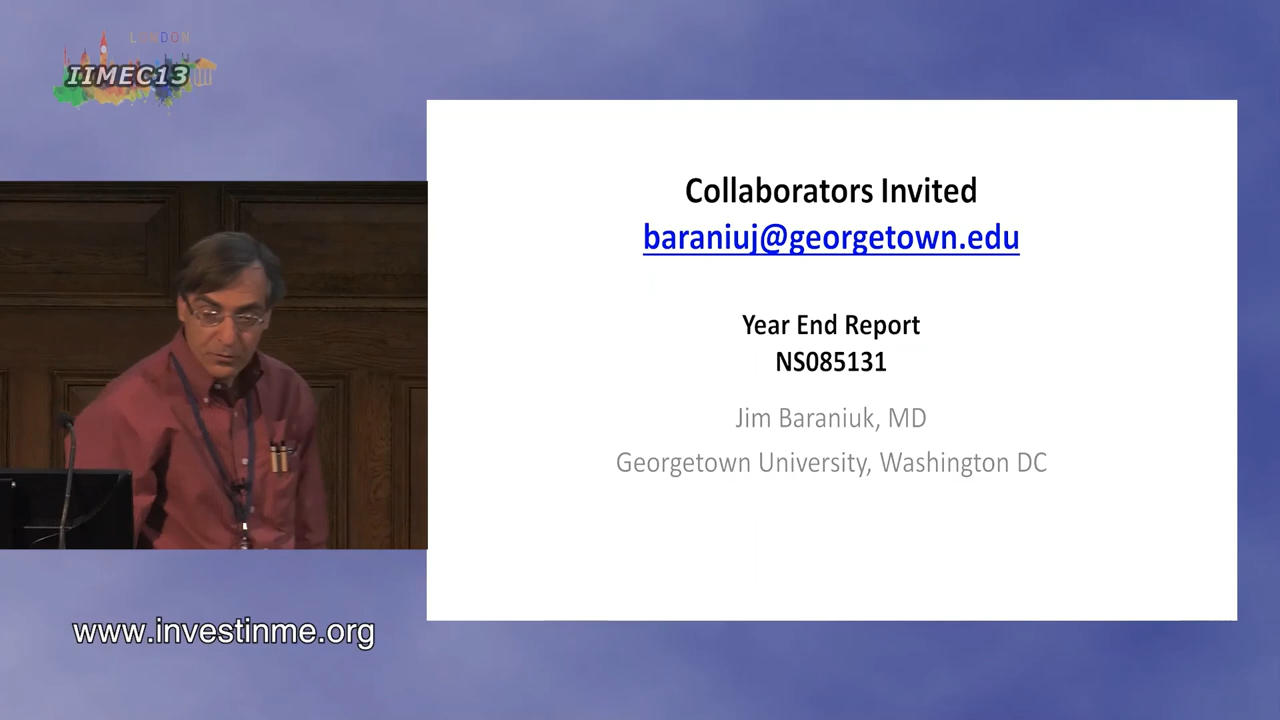 LONDON
IIMEC13
Collaborators Invited
baraniuj@georgetown.edu
Year End Report
NS085131
Jim Baraniuk, MD
Georgetown University, Washington DC
www.investinme.org